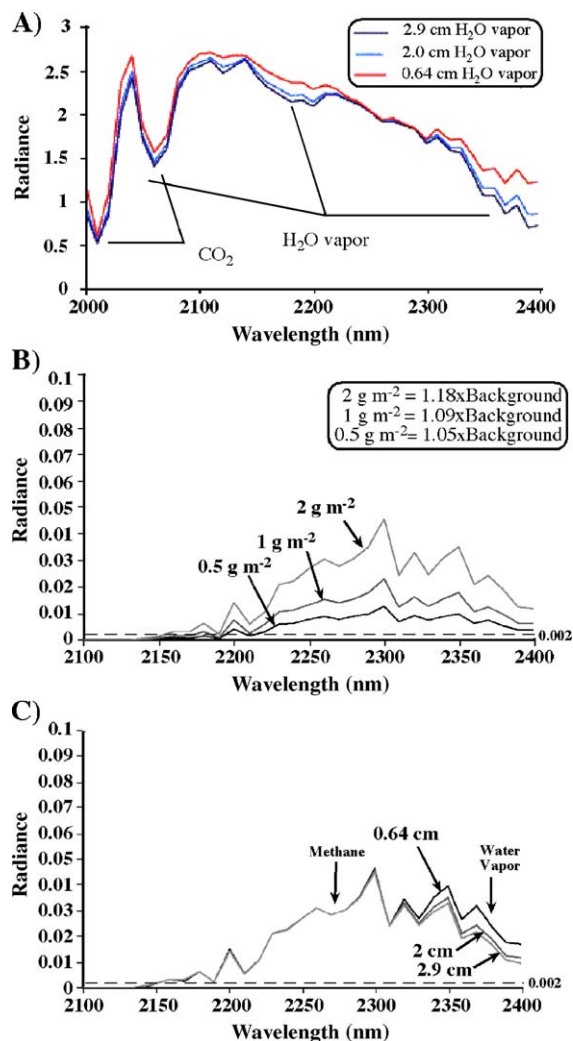 A)
2.9 cm H₂O vapor
2.0 cm H₂O vapor
0.64 cm H₂O vapor
3
2.5
2
1.5
1
0.5
0
Radiance
CO₂
H₂O vapor
2000
2100
2200
2300
2400
Wavelength (nm)
B)
2 g m⁻² = 1.18xBackground
1 g m⁻² = 1.09xBackground
0.5 g m⁻²= 1.05xBackground
0.1
0.09
0.08
0.07
0.06
0.05
0.01
0.03
0.02
0.01
0
Radiance
2 g m⁻²
1 g m⁻²
0.5 g m⁻²
0.002
2100
2150
2200
2250
2300
2350
2400
Wavelength (nm)
C)
0.1
0.09
0.08
0.07
0.06
0.05
0.01
0.03
0.02
0.01
0
Radiance
Methane
0.64 cm
Water
Vapor
2 cm
2.9 cm
0.002
2100
2150
2200
2250
2300
2350
2400
Wavelength (nm)